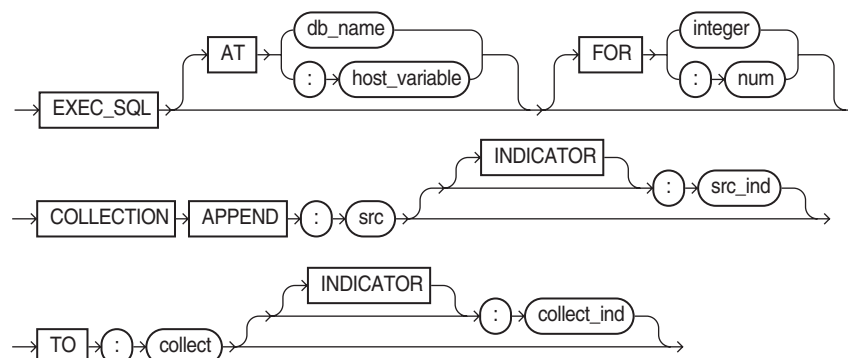 AT db_name FOR integer
: host_variable : num
EXEC_SQL
INDICATOR
: src_ind
COLLECTION APPEND : src
INDICATOR
: collect_ind
TO : collect